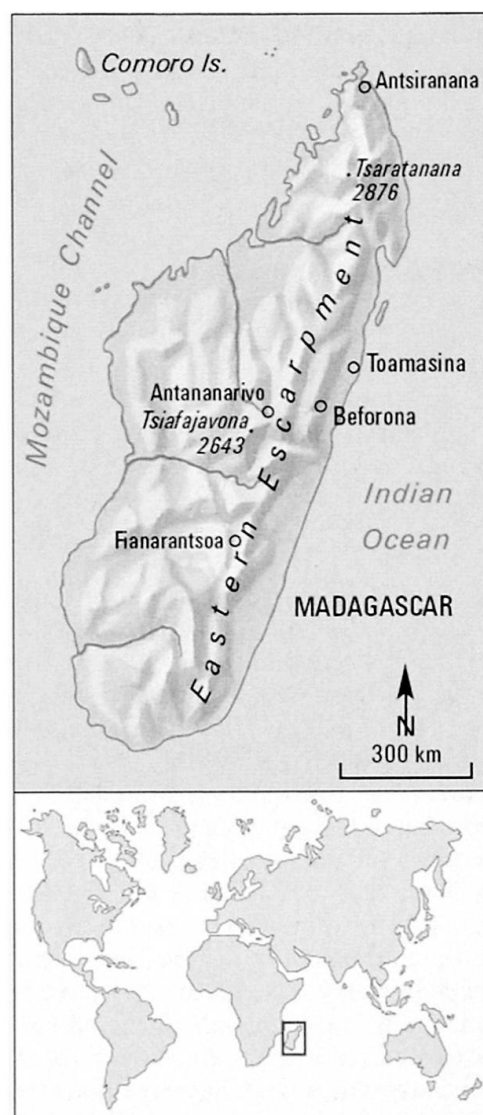 Comoro Is.
Antsiranana
Tsaratanana
2876
Mozambique Channel
Eastern Escarpment
Toamasina
Antananarivo
Beforona
Tsiafajavona
2643
Indian
Ocean
Fianarantsoa
MADAGASCAR
N
300 km